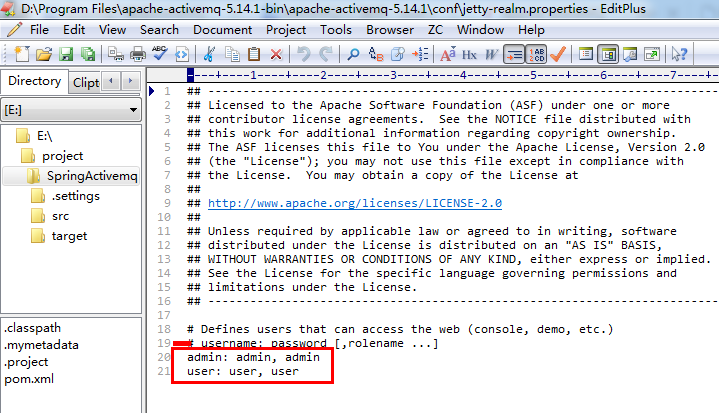 D:\Program Files\apache-activemq-5.14.1-bin\apache-activemq-5.14.1\conf\jetty-realm.properties - EditPlus
File Edit View Search Document Project Tools Browser ZC Window Help
Directory Clipt
[E:]
E:\
project
SpringActivemq
.settings
src
target
.classpath
.mymetadata
.project
pom.xml
----+----1----+----2----+----3----+----4----+----5----+----6----+----7--
1 ## ---------------------------------------------------------------------------
2 ## Licensed to the Apache Software Foundation (ASF) under one or more
3 ## contributor license agreements.  See the NOTICE file distributed with
4 ## this work for additional information regarding copyright ownership.
5 ## The ASF licenses this file to You under the Apache License, Version 2.0
6 ## (the "License"); you may not use this file except in compliance with
7 ## the License.  You may obtain a copy of the License at
8 ##
9 ## http://www.apache.org/licenses/LICENSE-2.0
10 ##
11 ## Unless required by applicable law or agreed to in writing, software
12 ## distributed under the License is distributed on an "AS IS" BASIS,
13 ## WITHOUT WARRANTIES OR CONDITIONS OF ANY KIND, either express or implied.
14 ## See the License for the specific language governing permissions and
15 ## limitations under the License.
16 ## ---------------------------------------------------------------------------
17
18 # Defines users that can access the web (console, demo, etc.)
19 # username: password [,rolename ...]
20 admin: admin, admin
21 user: user, user